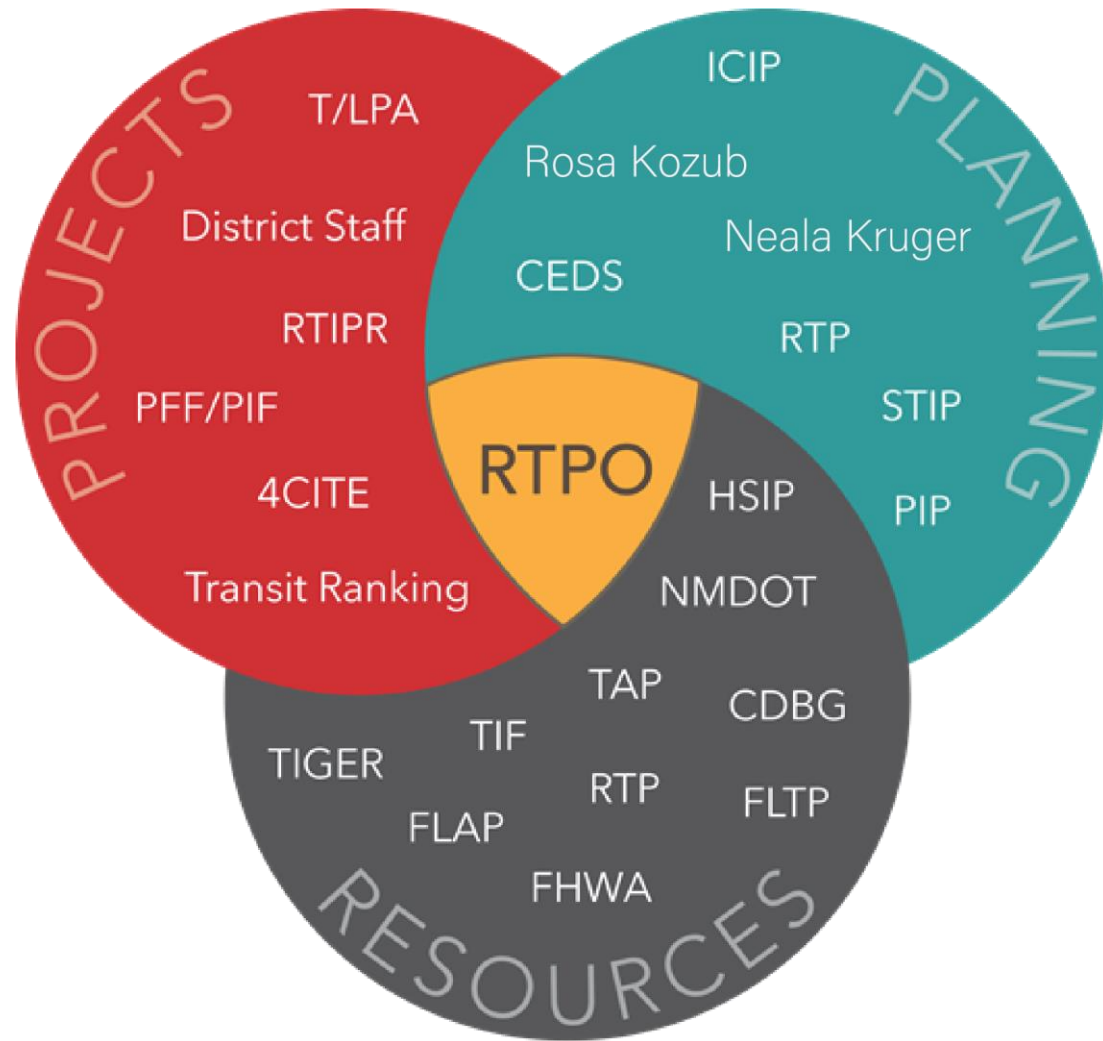 PROJECTS
T/LPA
District Staff
RTIPR
PFF/PIF
4CITE
Transit Ranking
PLANNING
ICIP
Rosa Kozub
Neala Kruger
CEDS
RTP
STIP
PIP
RTPO
HSIP
NMDOT
TAP
CDBG
TIF
TIGER
RTP
FLTP
FLAP
FHWA
RESOURCES